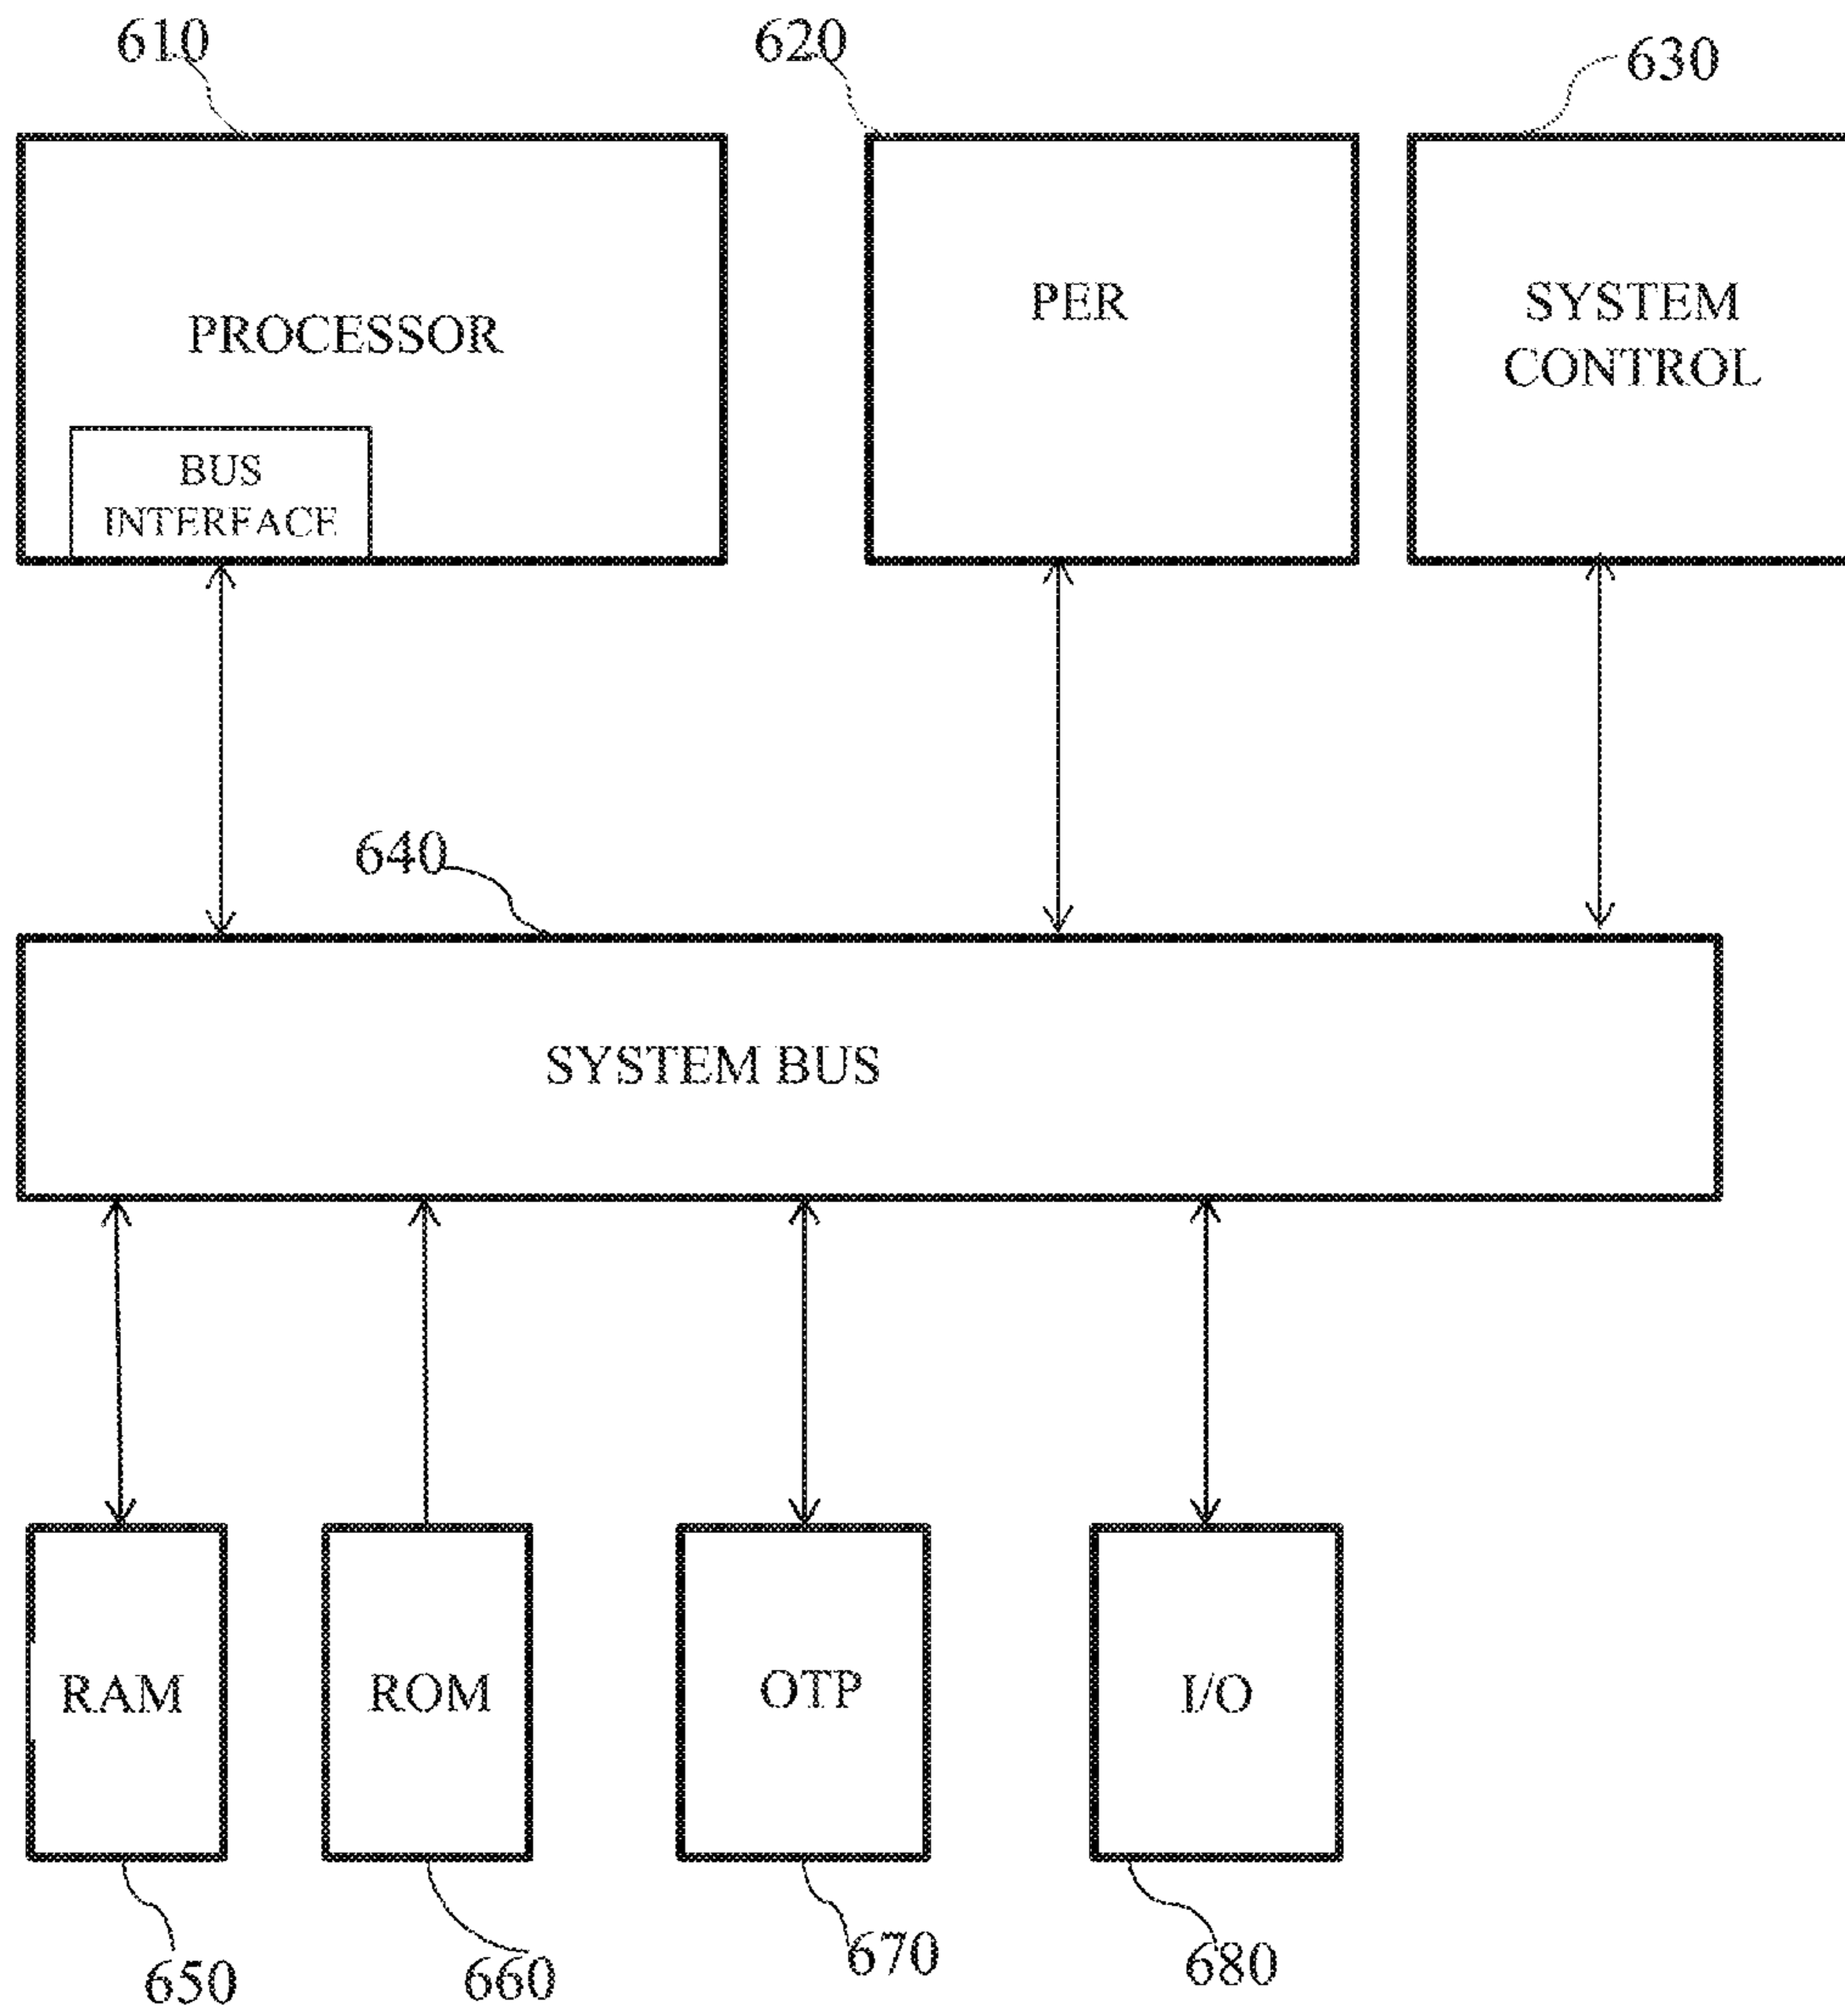 610
620
630
PROCESSOR
BUS
INTERFACE
PER
SYSTEM
CONTROL
640
SYSTEM BUS
RAM
ROM
OTP
I/O
650
660
670
680